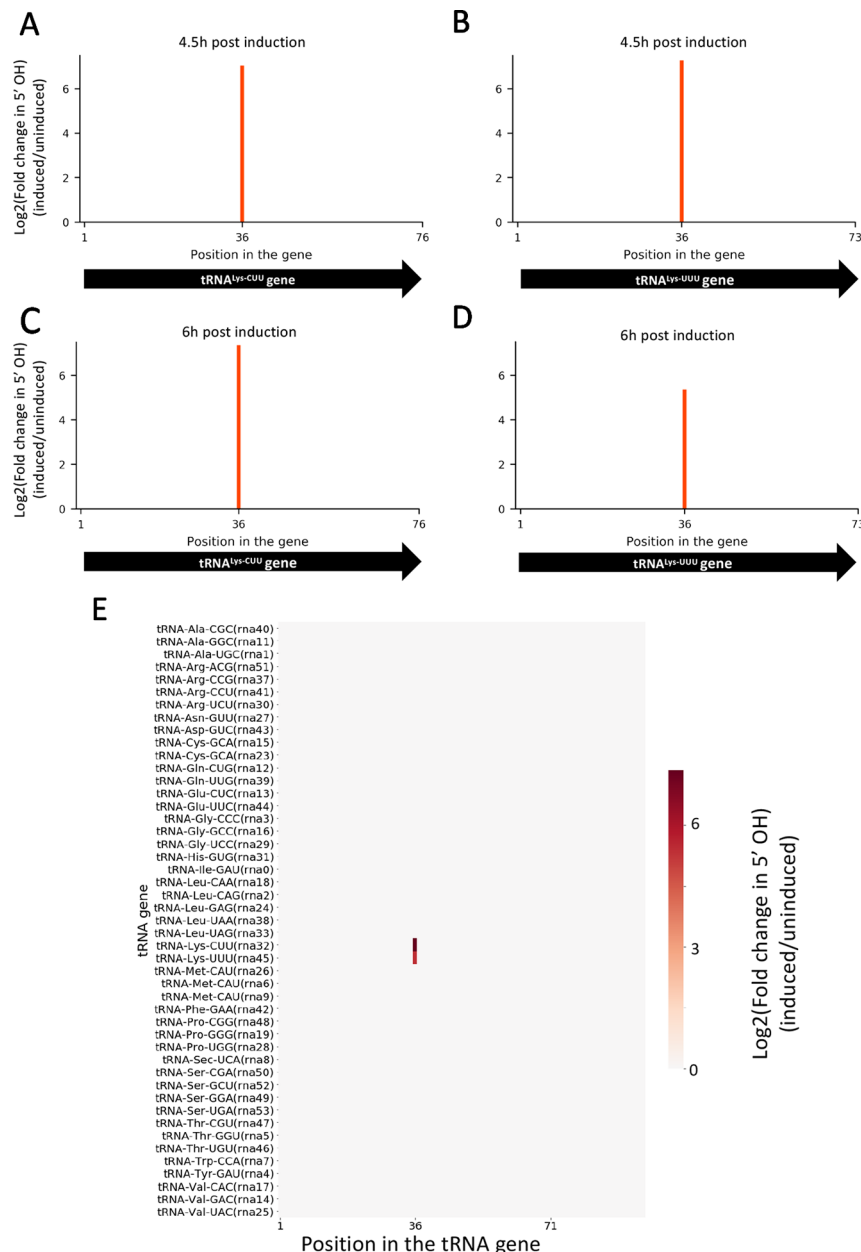 A
4.5h post induction
Log2(Fold change in 5' OH)
(induced/uninduced)
6
4
2
0
1
36
76
Position in the gene
tRNALys-CUU gene
B
4.5h post induction
6
4
2
0
1
36
73
Position in the gene
tRNALys-UUU gene
C
6h post induction
Log2(Fold change in 5' OH)
(induced/uninduced)
6
4
2
0
1
36
76
Position in the gene
tRNALys-CUU gene
D
6h post induction
6
4
2
0
1
36
73
Position in the gene
tRNALys-UUU gene
E
tRNA gene
tRNA-Ala-CGC(rna40)
tRNA-Ala-GGC(rna11)
tRNA-Ala-UGC(rna1)
tRNA-Arg-ACG(rna51)
tRNA-Arg-CCG(rna37)
tRNA-Arg-CCU(rna41)
tRNA-Arg-UCU(rna30)
tRNA-Asn-GUU(rna27)
tRNA-Asp-GUC(rna43)
tRNA-Cys-GCA(rna15)
tRNA-Cys-GCA(rna23)
tRNA-Gln-CUG(rna12)
tRNA-Gln-UUG(rna39)
tRNA-Glu-CUC(rna13)
tRNA-Glu-UUC(rna44)
tRNA-Gly-CCC(rna3)
tRNA-Gly-GCC(rna16)
tRNA-Gly-UCC(rna29)
tRNA-His-GUG(rna31)
tRNA-Ile-GAU(rna0)
tRNA-Leu-CAA(rna18)
tRNA-Leu-CAG(rna2)
tRNA-Leu-GAG(rna24)
tRNA-Leu-UAA(rna38)
tRNA-Leu-UAG(rna33)
tRNA-Lys-CUU(rna32)
tRNA-Lys-UUU(rna45)
tRNA-Met-CAU(rna26)
tRNA-Met-CAU(rna6)
tRNA-Met-CAU(rna9)
tRNA-Phe-GAA(rna42)
tRNA-Pro-CGG(rna48)
tRNA-Pro-GGG(rna19)
tRNA-Pro-UGG(rna28)
tRNA-Sec-UCA(rna8)
tRNA-Ser-CGA(rna50)
tRNA-Ser-GCU(rna52)
tRNA-Ser-GGA(rna49)
tRNA-Ser-UGA(rna53)
tRNA-Thr-CGU(rna47)
tRNA-Thr-GGU(rna5)
tRNA-Thr-UGU(rna46)
tRNA-Trp-CCA(rna7)
tRNA-Tyr-GAU(rna4)
tRNA-Val-CAC(rna17)
tRNA-Val-GAC(rna14)
tRNA-Val-UAC(rna25)
1
36
71
Position in the tRNA gene
6
3
0
Log2(Fold change in 5' OH)
(induced/uninduced)